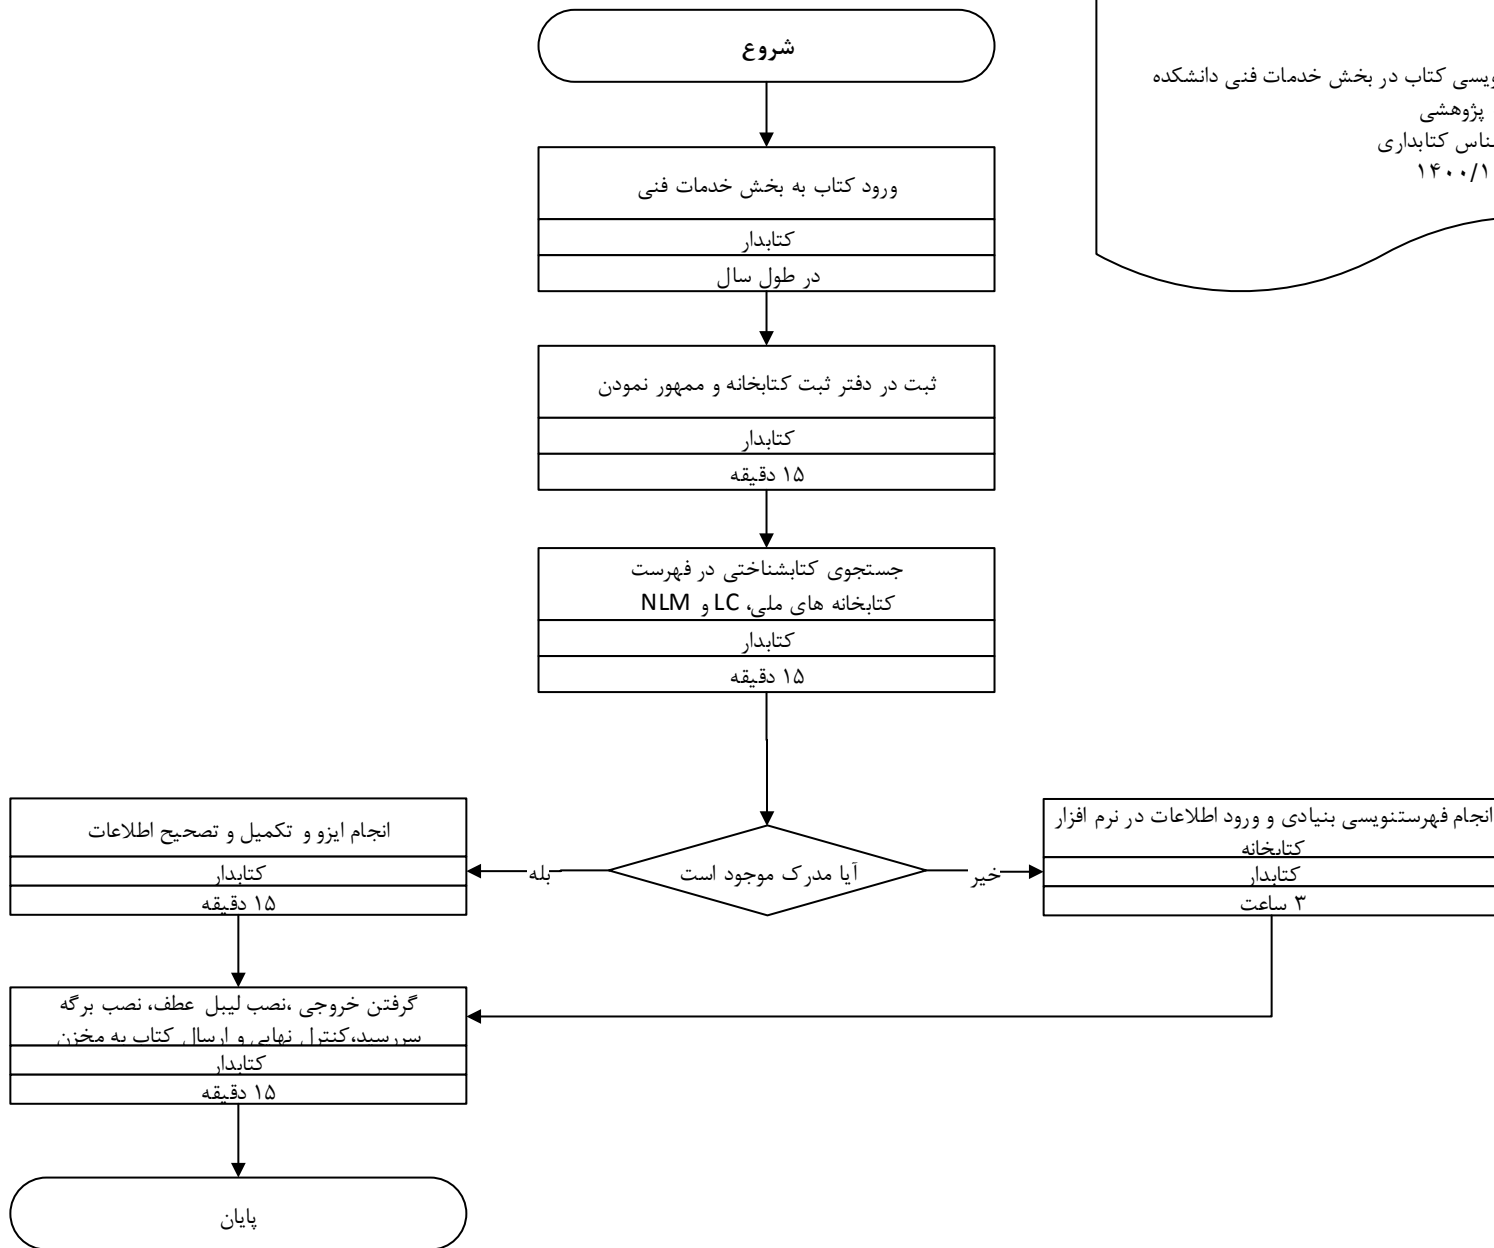 شروع
ویسی کتاب در بخش خدمات فنی دانشکده
پژوهشی
ناس کتابداری
۱۴۰۰/۱
ورود کتاب به بخش خدمات فنی
کتابدار
در طول سال
ثبت در دفتر ثبت کتابخانه و ممهور نمودن
کتابدار
۱۵ دقیقه
جستجوی کتابشناختی در فهرست
کتابخانه های ملی، LC و NLM
کتابدار
۱۵ دقیقه
آیا مدرک موجود است
خیر
بله
انجام فهرستنویسی بنیادی و ورود اطلاعات در نرم افزار
کتابخانه
کتابدار
۳ ساعت
انجام ایزو و تکمیل و تصحیح اطلاعات
کتابدار
۱۵ دقیقه
گرفتن خروجی ،نصب لیبل عطف، نصب برگه
سررسید،کنترل نهایی و ارسال کتاب به مخزن
کتابدار
۱۵ دقیقه
پایان